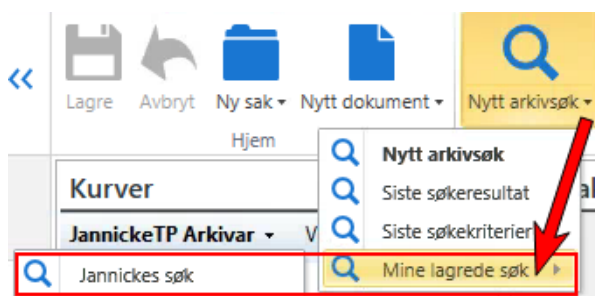 «
Lagre Avbryt Ny sak Nytt dokument Nytt arkivsøk
Hjem
Nytt arkivsøk
Kurver
Siste søkeresultat
JannickeTP Arkivar V
Siste søkekriterier
Jannickes søk
Mine lagrede søk